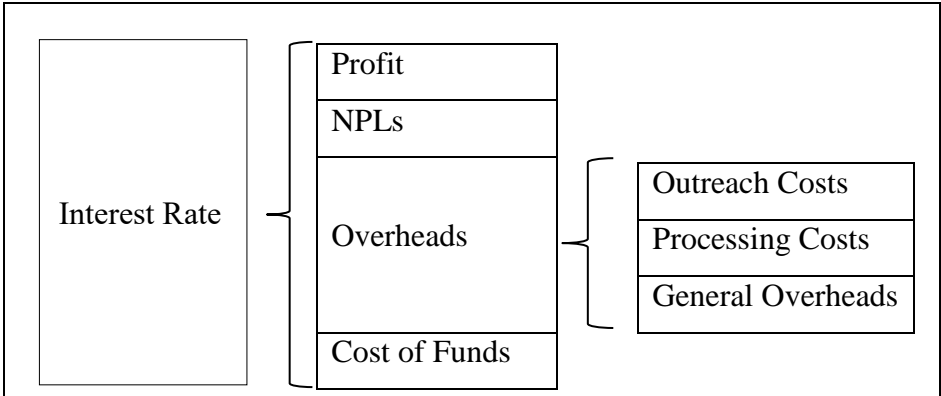 Interest Rate
Profit
NPLs
Overheads
Cost of Funds
Outreach Costs
Processing Costs
General Overheads